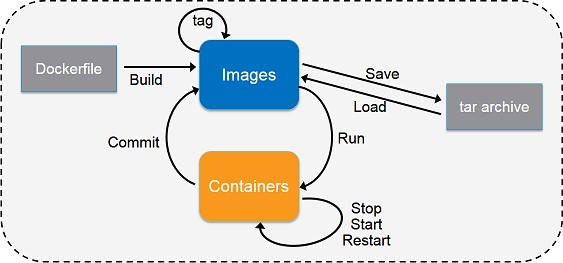 tag
Dockerfile
Build
Images
Save
Load
tar archive
Commit
Run
Containers
Stop
Start
Restart